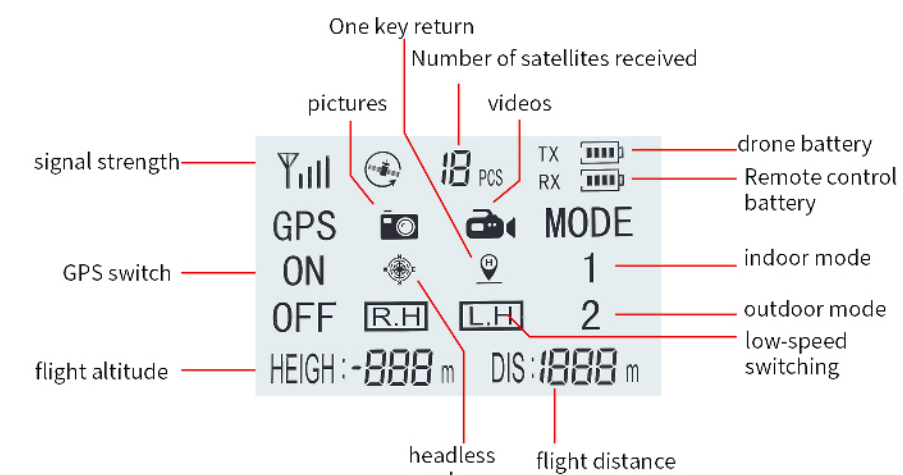 One key return
Number of satellites received
pictures
videos
signal strength
18 PCS
TX
RX
drone battery
Remote control
battery
GPS
MODE
GPS switch
ON
H
1
indoor mode
OFF
R.H
L.H
2
outdoor mode
low-speed
switching
flight altitude
HEIGH:-888 m
DIS:1888 m
headless
flight distance